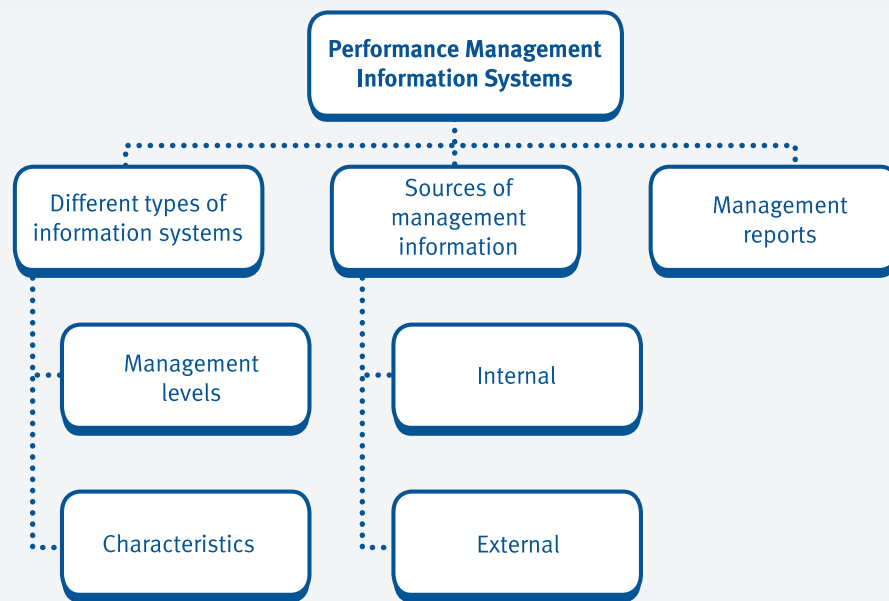 Performance Management
Information Systems
Different types of
information systems
Sources of
management
information
Management
reports
Management
levels
Internal
Characteristics
External